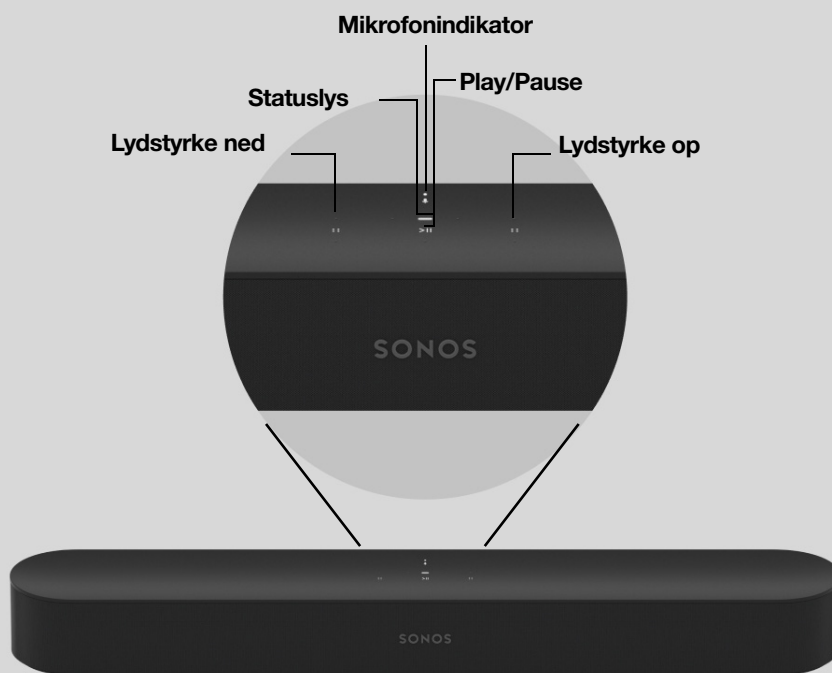 Mikrofonindikator
Play/Pause
Statuslys
Lydstyrke ned
Lydstyrke op
SONOS
SONOS